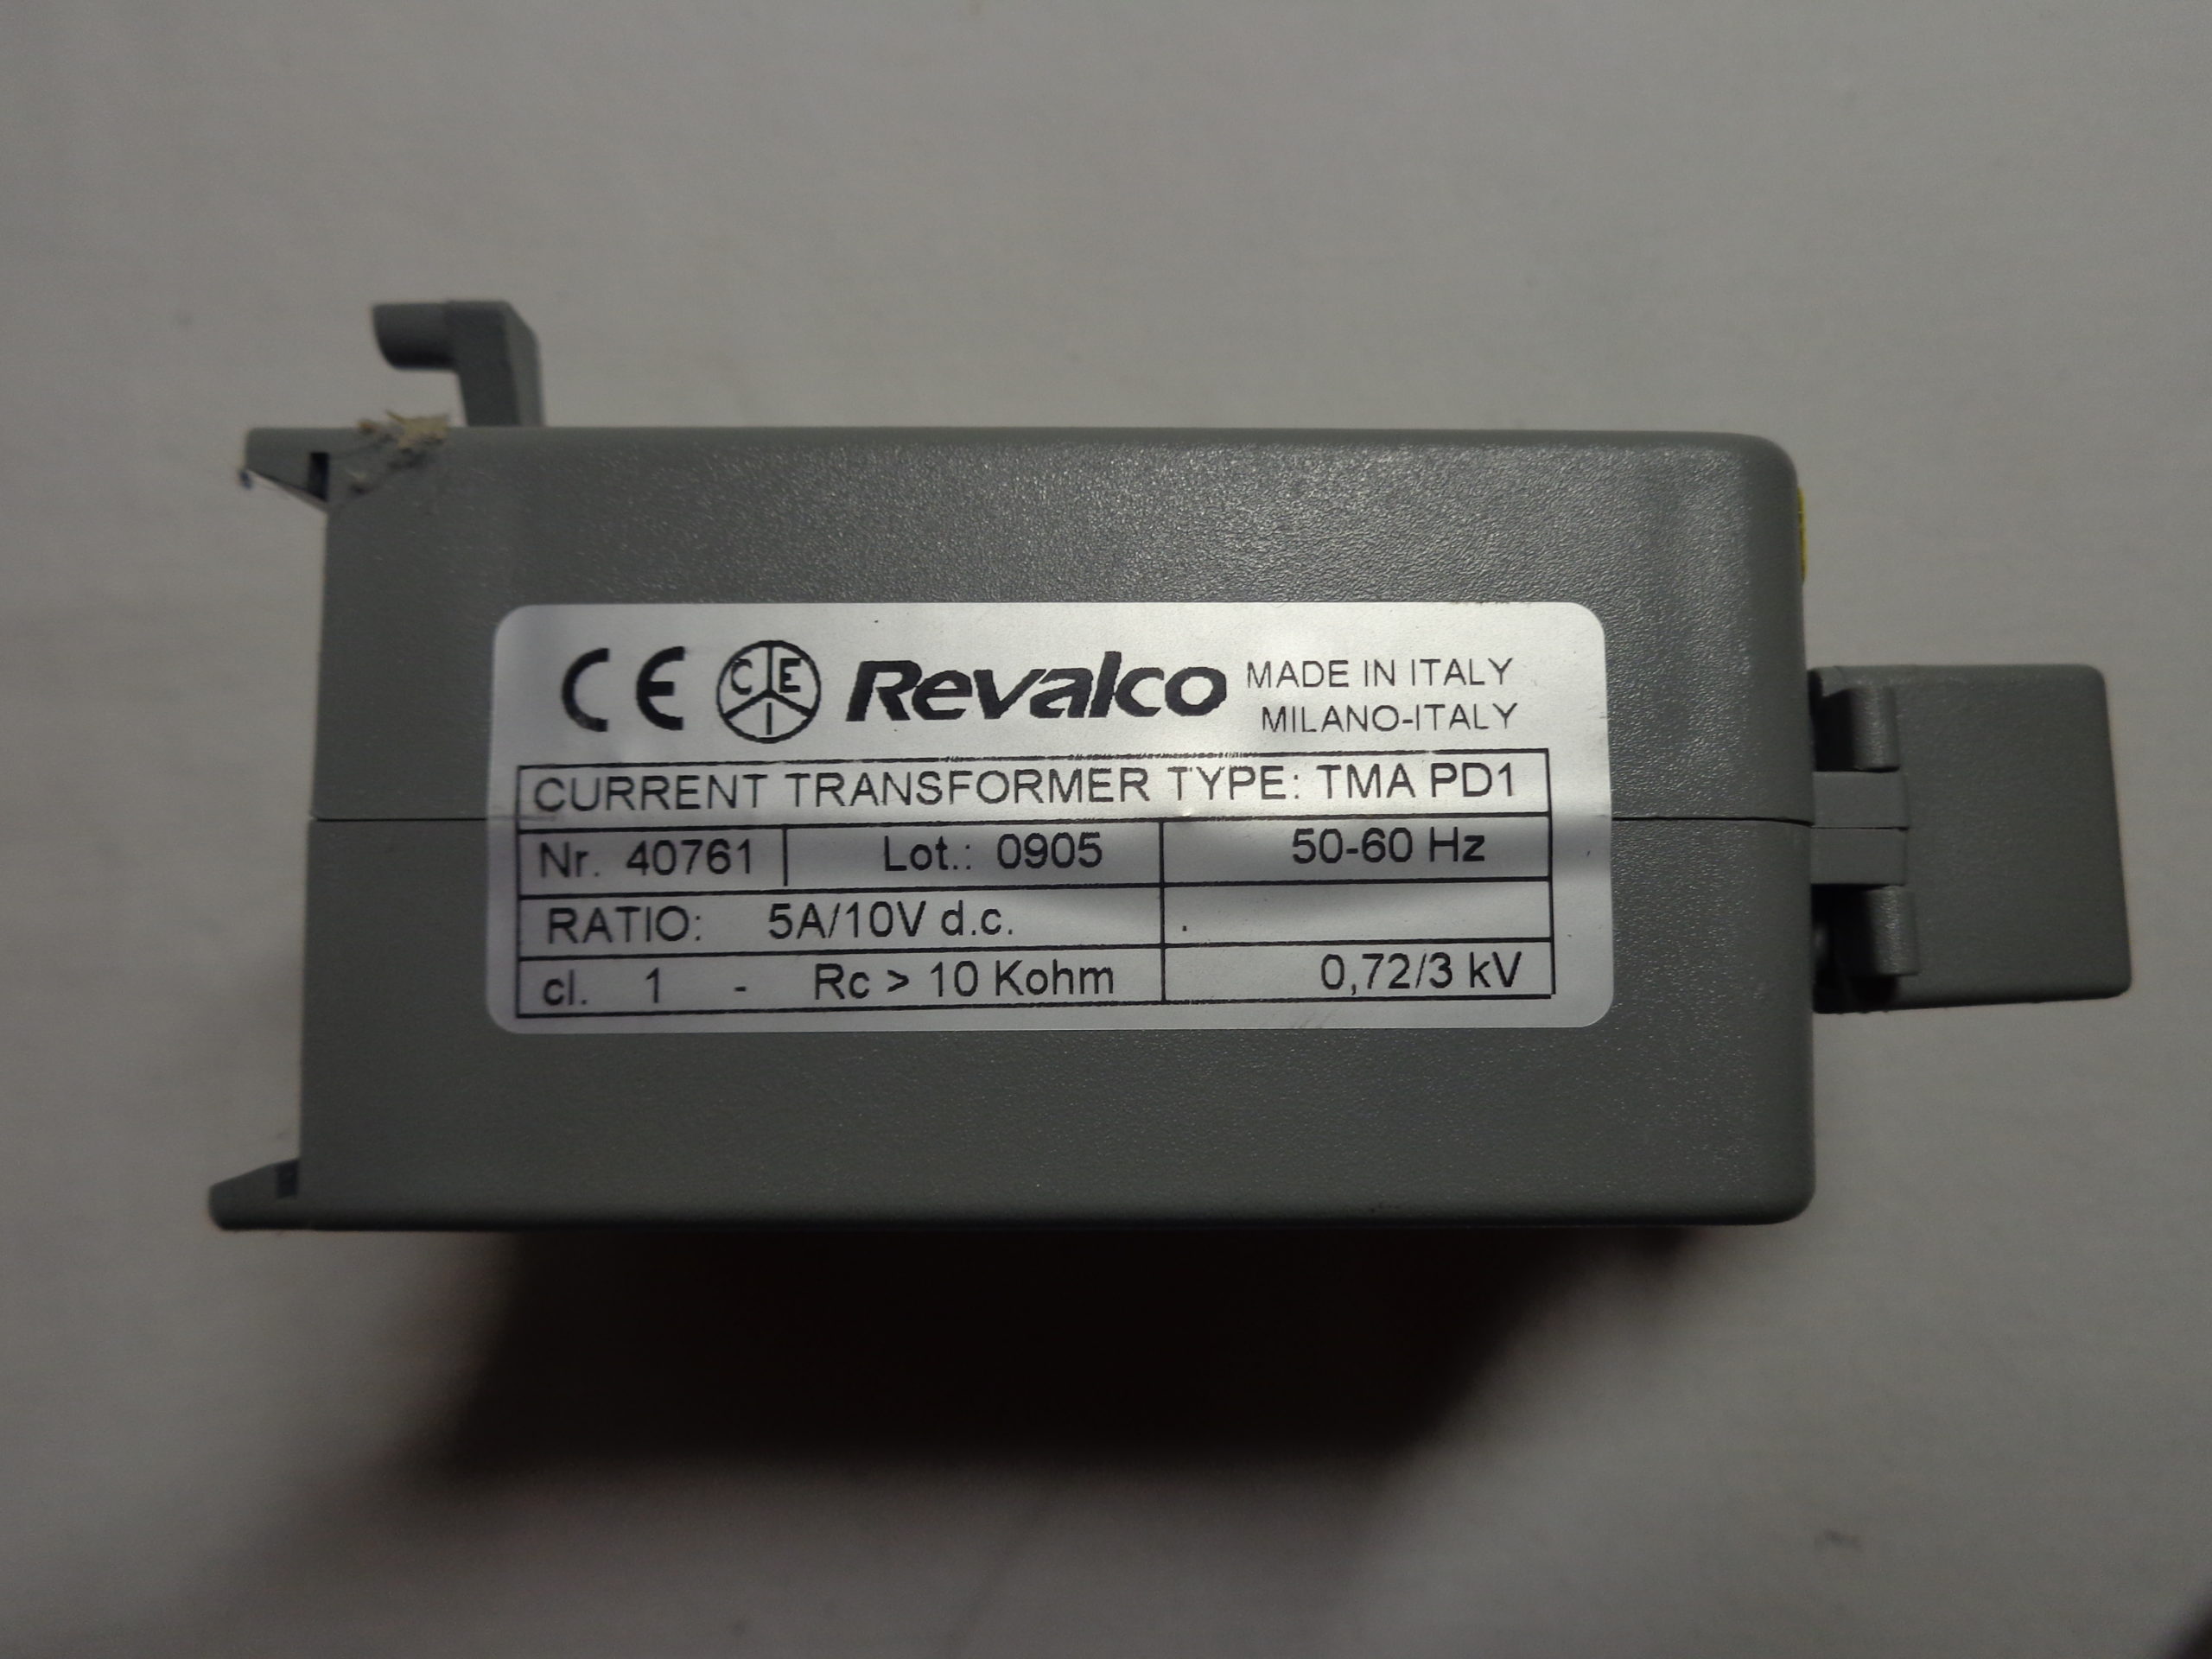 CE CEI Revalco MADE IN ITALY
MILANO-ITALY
CURRENT TRANSFORMER TYPE: TMA PD1
Nr. 40761 Lot.: 0905 50-60 Hz
RATIO: 5A/10V d.c. .
cl. 1 - Rc > 10 Kohm 0,72/3 kV